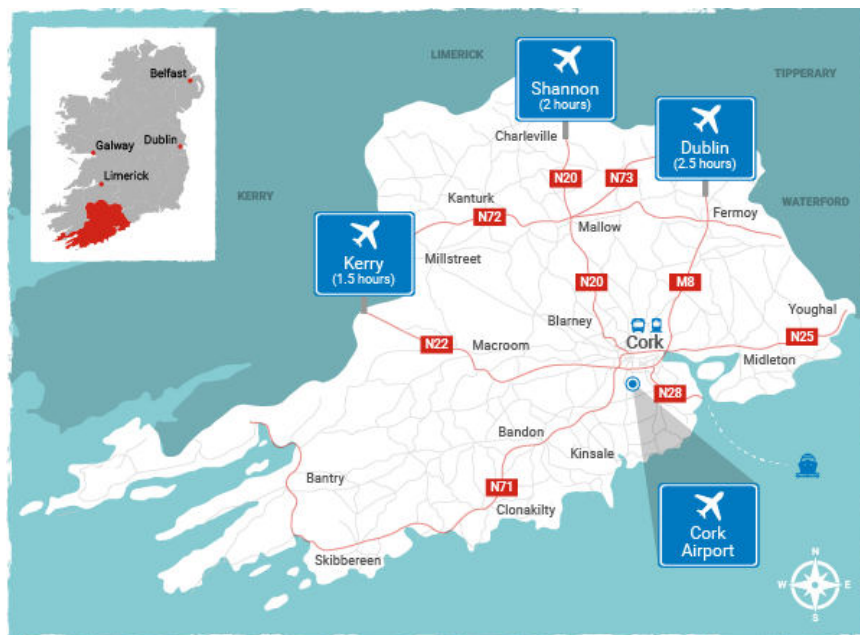 Belfast
Dublin
Galway
Limerick
LIMERICK
TIPPERARY
KERRY
WATERFORD
Shannon
(2 hours)
Dublin
(2.5 hours)
Kerry
(1.5 hours)
Charleville
N20
N73
Kanturk
N72
Mallow
Fermoy
Millstreet
N20
M8
Blarney
Youghal
Cork
N25
N22
Macroom
Midleton
N28
Bandon
Kinsale
Bantry
N71
Clonakilty
Skibbereen
Cork
Airport
N
W
E
S